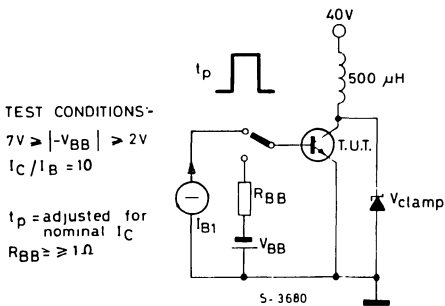 40V
tp
500 μH
TEST CONDITIONS:-
7V ≥ |-VBB| ≥ 2V
IC/IB = 10
T.U.T.
RBB
Vclamp
IB1
tp = adjusted for
nominal IC
VBB
RBB ≥ ≥ 1Ω
S-3680